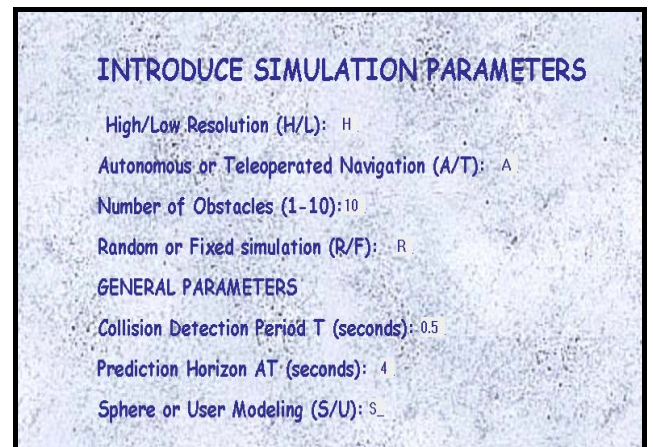 INTRODUCE SIMULATION PARAMETERS
High/Low Resolution (H/L): H
Autonomous or Teleoperated Navigation (A/T): A
Number of Obstacles (1-10): 10
Random or Fixed simulation (R/F): R
GENERAL PARAMETERS
Collision Detection Period T (seconds): 0.5
Prediction Horizon AT (seconds): 4
Sphere or User Modeling (S/U): S_